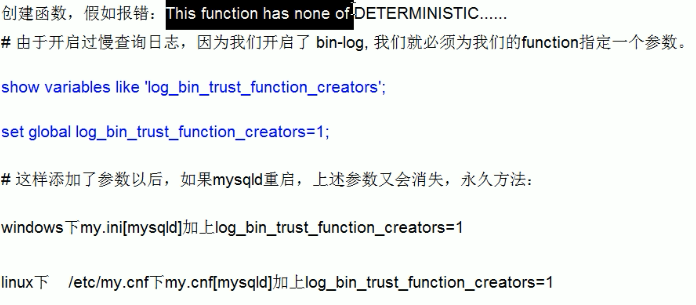 创建函数，假如报错：This function has none of DETERMINISTIC......
# 由于开启过慢查询日志，因为我们开启了 bin-log, 我们就必须为我们的function指定一个参数。
show variables like 'log_bin_trust_function_creators';
set global log_bin_trust_function_creators=1;
# 这样添加了参数以后，如果mysqld重启，上述参数又会消失，永久方法：
windows下my.ini[mysqld]加上log_bin_trust_function_creators=1
linux下 /etc/my.cnf下my.cnf[mysqld]加上log_bin_trust_function_creators=1